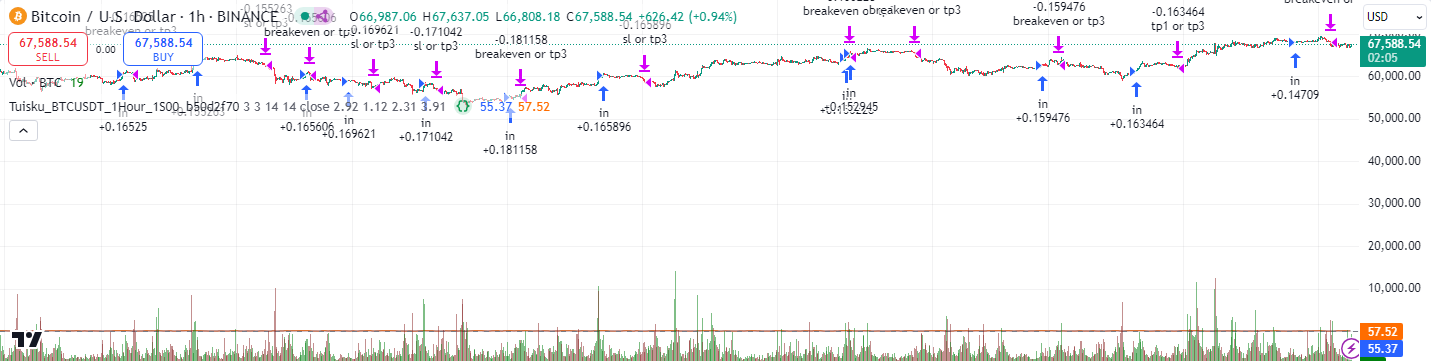 -0.155263
Bitcoin / U.S. Dollar · 1h · BINANCE
O66,987.06 H67,637.05 L66,808.18 C67,588.54 +626.42 (+0.94%)
67,588.54
SELL
0.00
67,588.54
BUY
sl or tp3
breakeven or tp3
-0.169621
sl or tp3
-0.171042
sl or tp3
-0.181158
breakeven or tp3
-0.165896
sl or tp3
breakeven or tp3
-0.159476
breakeven or tp3
-0.163464
tp1 or tp3
USD
67,588.54
02:05
60,000.00
50,000.00
40,000.00
30,000.00
20,000.00
10,000.00
Vol · BTC 19
Tuisku_BTCUSDT_1Hour_1S00_b50d2f70 3 3 14 14 close 2.92 1.12 2.31 3.91 55.37 57.52
in
+0.16525
in
+0.155263
in
+0.165606
in
+0.169621
in
+0.171042
in
+0.181158
in
+0.165896
in
+0.152945
in
+0.159476
in
+0.163464
in
+0.14709
57.52
55.37